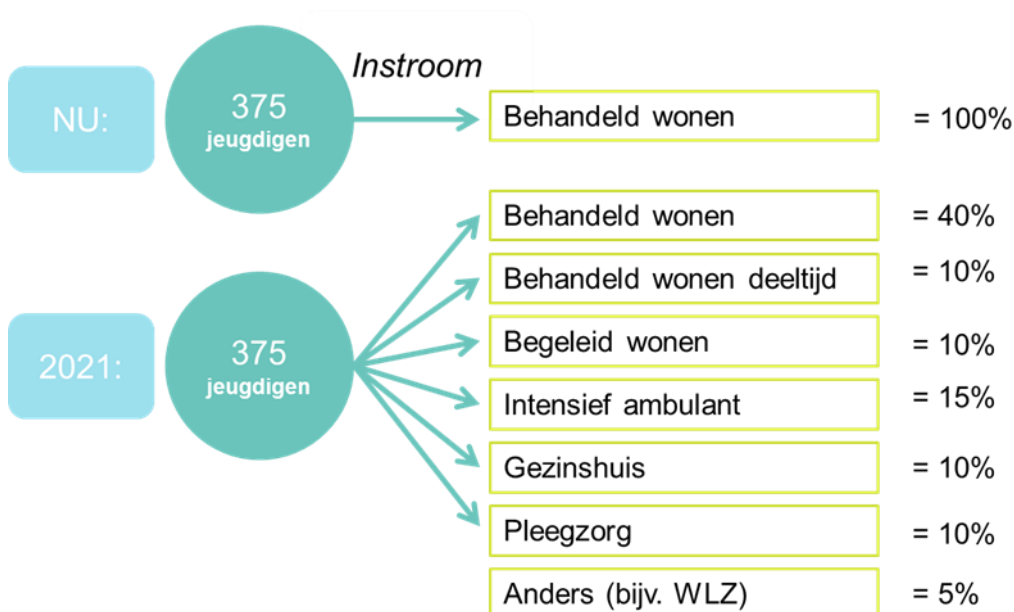 Instroom
NU:
375
jeugdigen
Behandeld wonen = 100%
2021:
375
jeugdigen
Behandeld wonen = 40%
Behandeld wonen deeltijd = 10%
Begeleid wonen = 10%
Intensief ambulant = 15%
Gezinshuis = 10%
Pleegzorg = 10%
Anders (bijv. WLZ) = 5%